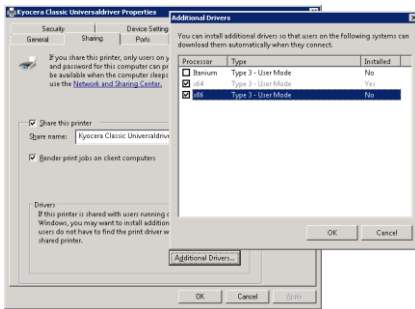 Kyocera Classic Universaldriver Properties
Security
Device Setting
General
Sharing
Ports
If you share this printer, only users on y
and password for this computer can pr
be available when the computer sleeps
use the Network and Sharing Center.
Share this printer
Share name:
Kyocera Classic Universaldrive
Render print jobs on client computers
Drivers
If this printer is shared with users running d
Windows, you may want to install addition
users do not have to find the print driver w
shared printer.
Additional Drivers...
OK
Cancel
Apply
Additional Drivers
You can install additional drivers so that users on the following systems can
download them automatically when they connect.
Processor Type Installed
Itanium Type 3 - User Mode No
x64 Type 3 - User Mode Yes
x86 Type 3 - User Mode No
OK
Cancel